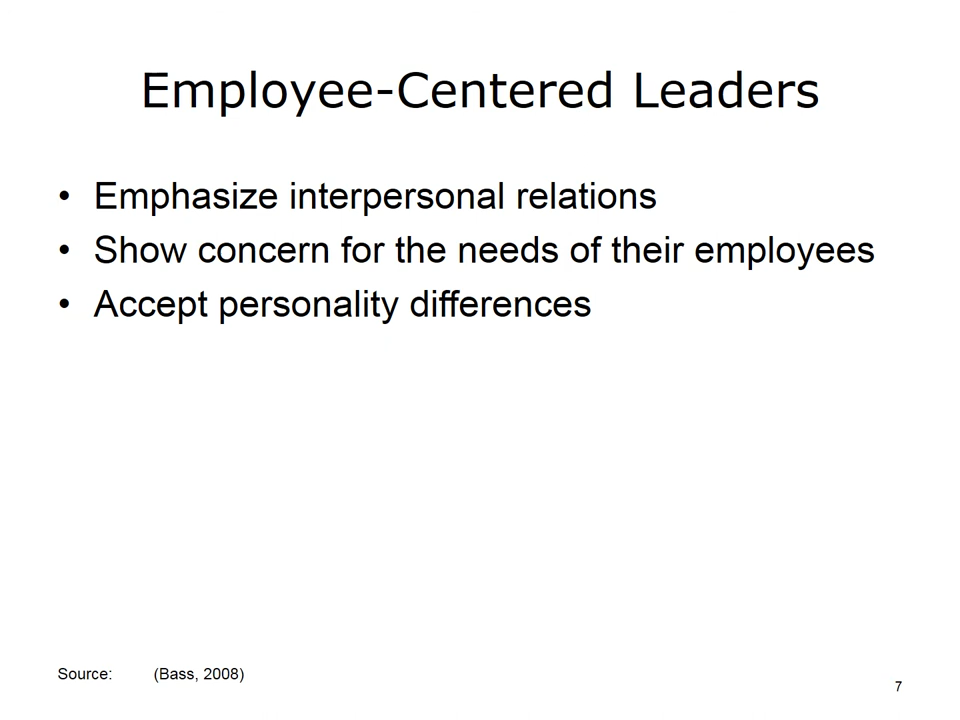 Employee-Centered Leaders
• Emphasize interpersonal relations
• Show concern for the needs of their employees
• Accept personality differences
Source: (Bass, 2008)
7